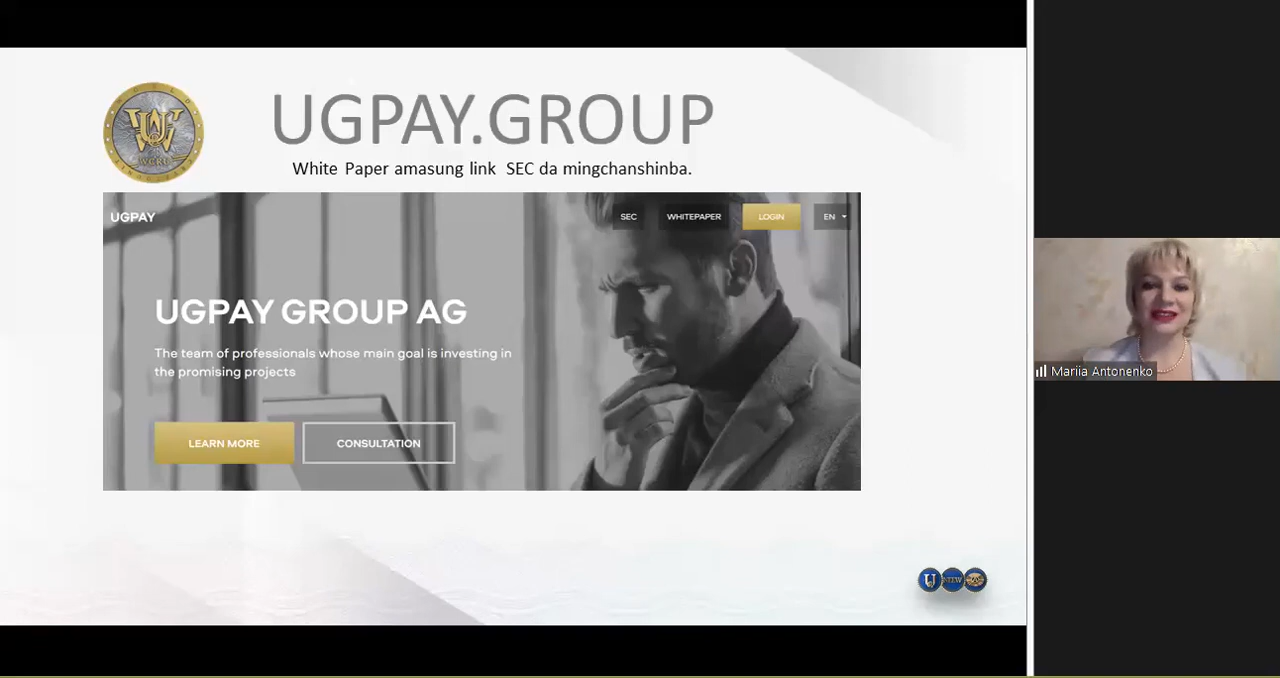 UGPAY.GROUP
White Paper amasung link SEC da mingchanshinba.
UGPAY
SEC
WHITEPAPER
LOGIN
EN
UGPAY GROUP AG
The team of professionals whose main goal is investing in
the promising projects
LEARN MORE
CONSULTATION
Mariia Antonenko